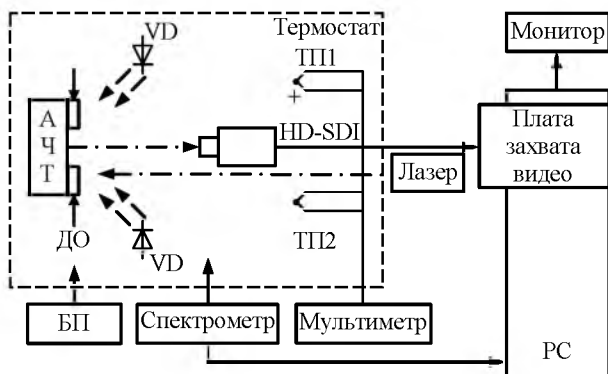 VD
Термостат
Монитор
ТП1
+
А
Ч
Т
HD-SDI
Плата
захвата
видео
Лазер
ДО
VD
ТП2
БП
Спектрометр
Мультиметр
PC